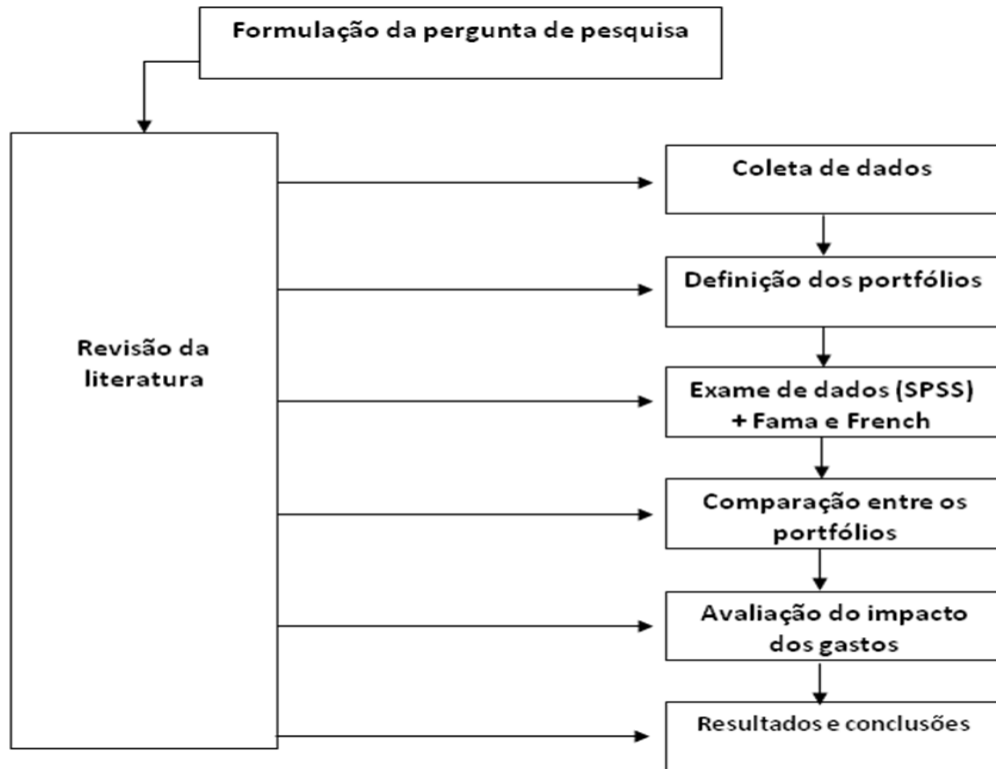 Formulação da pergunta de pesquisa
Revisão da
literatura
Coleta de dados
Definição dos portfólios
Exame de dados (SPSS)
+ Fama e French
Comparação entre os
portfólios
Avaliação do impacto
dos gastos
Resultados e conclusões